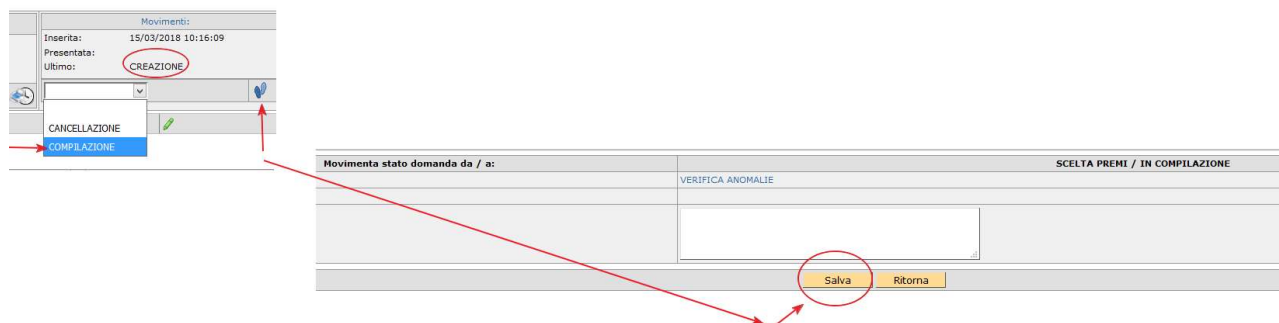 Movimenti:
Inserita: 15/03/2018 10:16:09
Presentata:
Ultimo: CREAZIONE
CANCELLAZIONE
COMPILAZIONE
Movimenta stato domanda da / a: SCELTA PREMI / IN COMPILAZIONE
VERIFICA ANOMALIE
Salva Ritorna